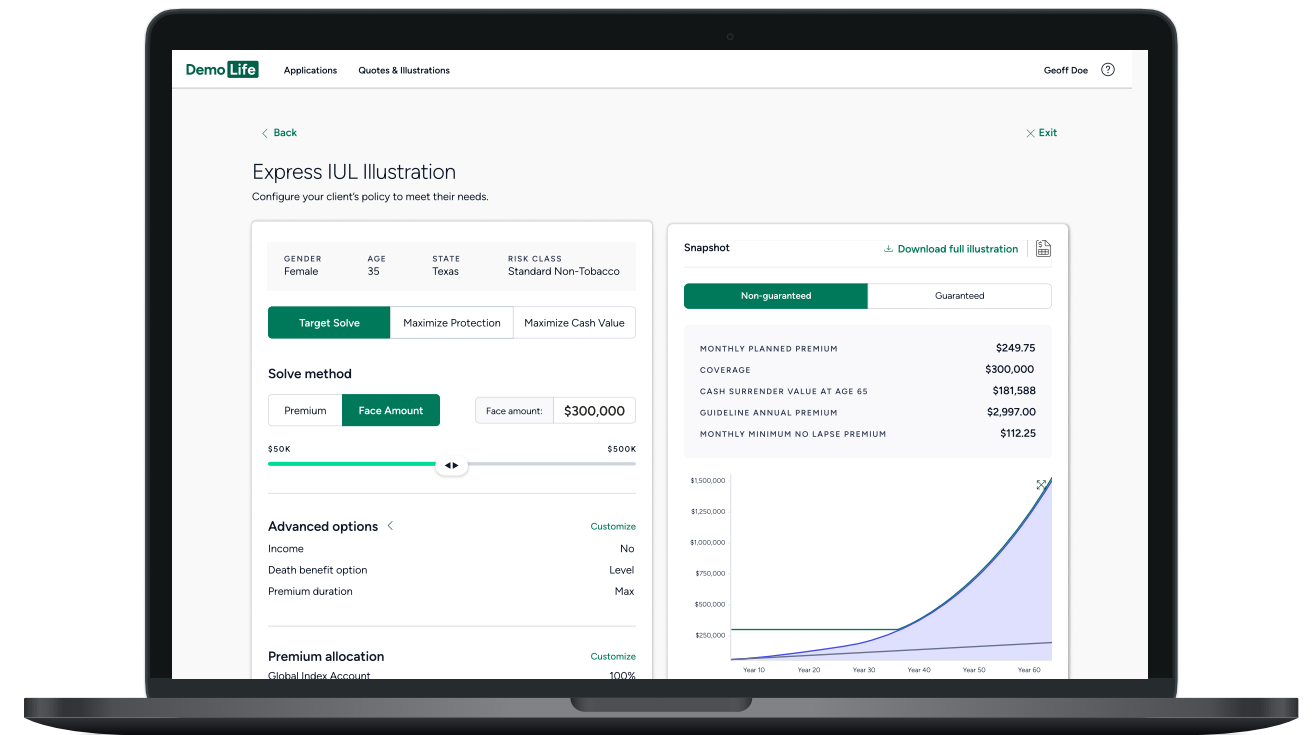 Demo Life Applications Quotes & Illustrations Geoff Doe ?
Back Exit
Express IUL Illustration
Configure your client's policy to meet their needs.
GENDER AGE STATE RISK CLASS
Female 35 Texas Standard Non-Tobacco
Target Solve Maximize Protection Maximize Cash Value
Solve method
Premium Face Amount Face amount: $300,000
$50K $500K
Advanced options Customize
Income No
Death benefit option Level
Premium duration Max
Premium allocation Customize
Global Index Account 100%
Snapshot Download full illustration
Non-guaranteed Guaranteed
MONTHLY PLANNED PREMIUM $249.75
COVERAGE $300,000
CASH SURRENDER VALUE AT AGE 65 $181,588
GUIDELINE ANNUAL PREMIUM $2,997.00
MONTHLY MINIMUM NO LAPSE PREMIUM $112.25
$1,500,000
$1,250,000
$1,000,000
$750,000
$500,000
$250,000
Year 10 Year 20 Year 30 Year 40 Year 50 Year 60